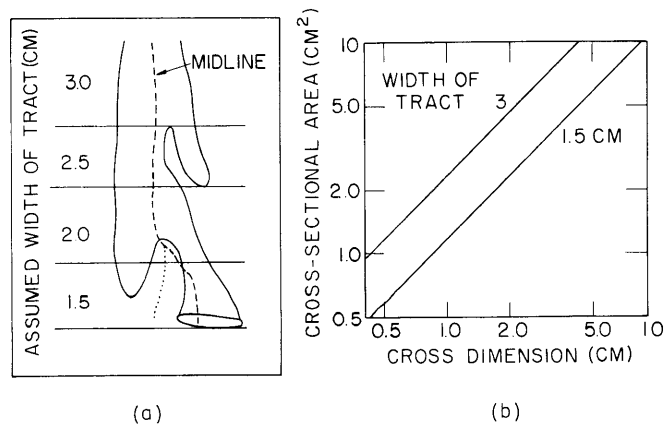 ASSUMED WIDTH OF TRACT (CM)
3.0
2.5
2.0
1.5
MIDLINE
(a)
CROSS-SECTIONAL AREA (CM²)
10
5.0
2.0
1.0
0.5
WIDTH OF
TRACT 3
1.5 CM
0.5 1.0 2.0 5.0 10
CROSS DIMENSION (CM)
(b)